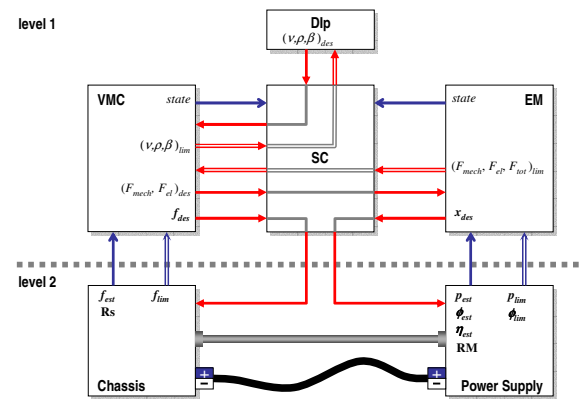 level 1
DIp
(ν,ρ,β)des
VMC
state
state
EM
(ν,ρ,β)lim
SC
(Fmech, Fel, Ftot)lim
(Fmech, Fel)des
fdes
xdes
level 2
fest flim
Rs
pest plim
ϕest ϕlim
ηest
RM
Chassis
+
−
+
−
Power Supply